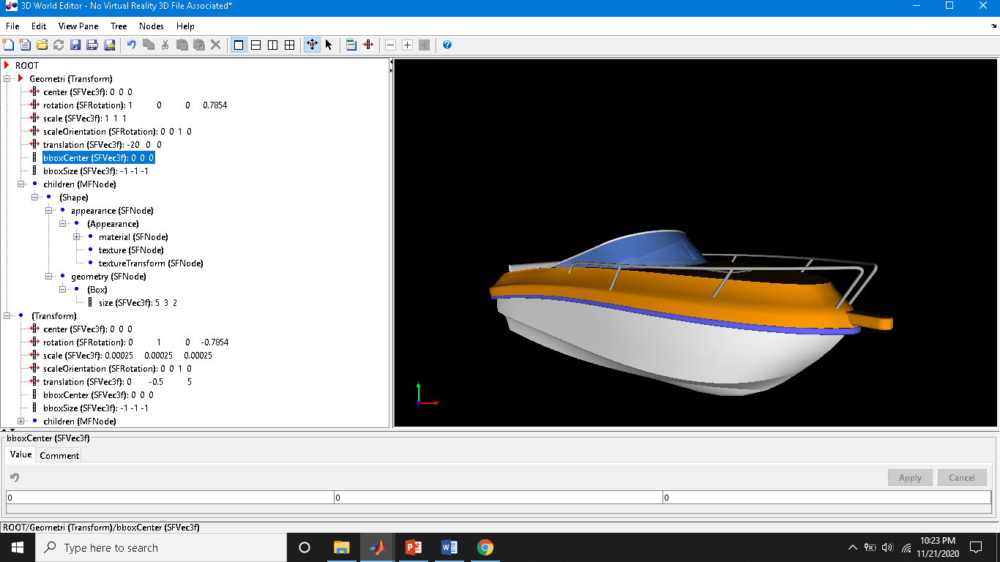 3D World Editor - No Virtual Reality 3D File Associated*
File Edit View Pane Tree Nodes Help
ROOT
Geometri (Transform)
center (SFVec3f): 0 0 0
rotation (SFRotation): 1 0 0 0.7854
scale (SFVec3f): 1 1 1
scaleOrientation (SFRotation): 0 0 1 0
translation (SFVec3f): -20 0 0
bboxCenter (SFVec3f): 0 0 0
bboxSize (SFVec3f): -1 -1 -1
children (MFNode)
(Shape)
appearance (SFNode)
(Appearance)
material (SFNode)
texture (SFNode)
textureTransform (SFNode)
geometry (SFNode)
(Box)
size (SFVec3f): 5 3 2
(Transform)
center (SFVec3f): 0 0 0
rotation (SFRotation): 0 1 0 -0.7854
scale (SFVec3f): 0.00025 0.00025 0.00025
scaleOrientation (SFRotation): 0 0 1 0
translation (SFVec3f): 0 -0.5 5
bboxCenter (SFVec3f): 0 0 0
bboxSize (SFVec3f): -1 -1 -1
children (MFNode)
bboxCenter (SFVec3f)
Value Comment
Apply Cancel
0 0 0
ROOT/Geometri (Transform)/bboxCenter (SFVec3f)
Type here to search
10:23 PM
11/21/2020